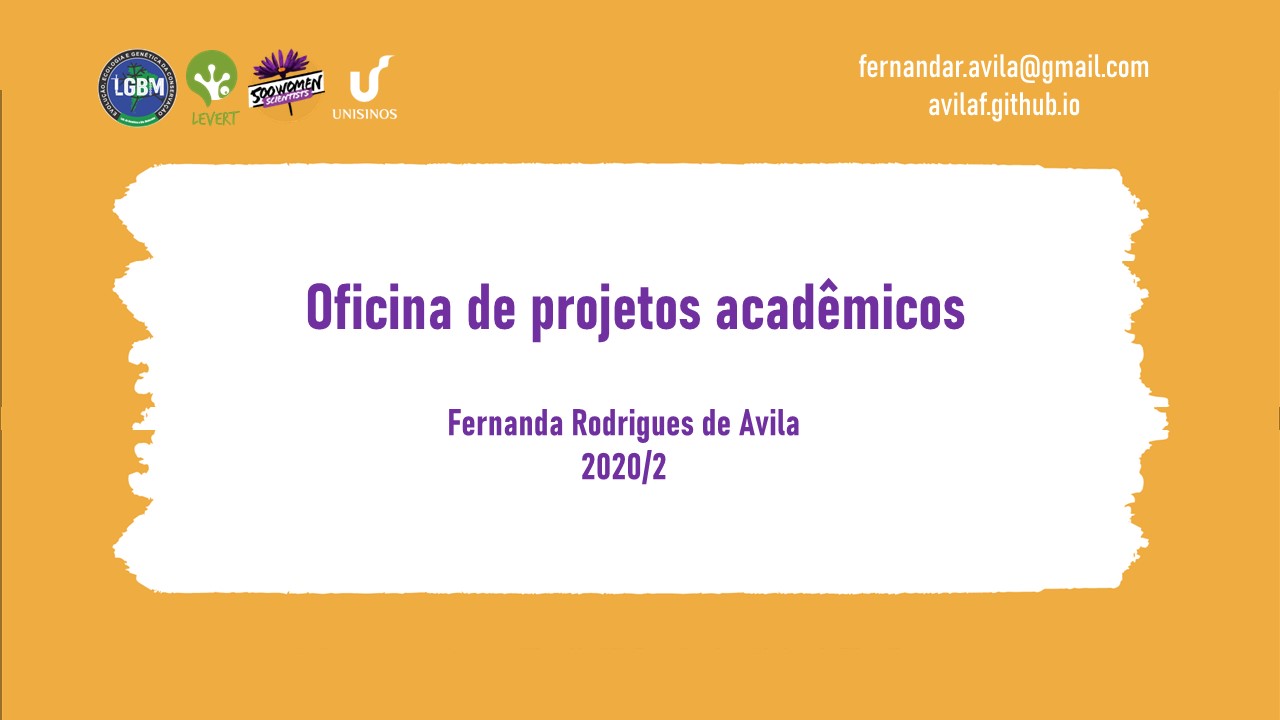 EVOLUÇÃO, ECOLOGIA E GENÉTICA DA CONSERVAÇÃO
LGBM
LEVERT
500 WOMEN
SCIENTISTS
UNISINOS
fernandar.avila@gmail.com
avilaf.github.io
Oficina de projetos acadêmicos
Fernanda Rodrigues de Avila
2020/2